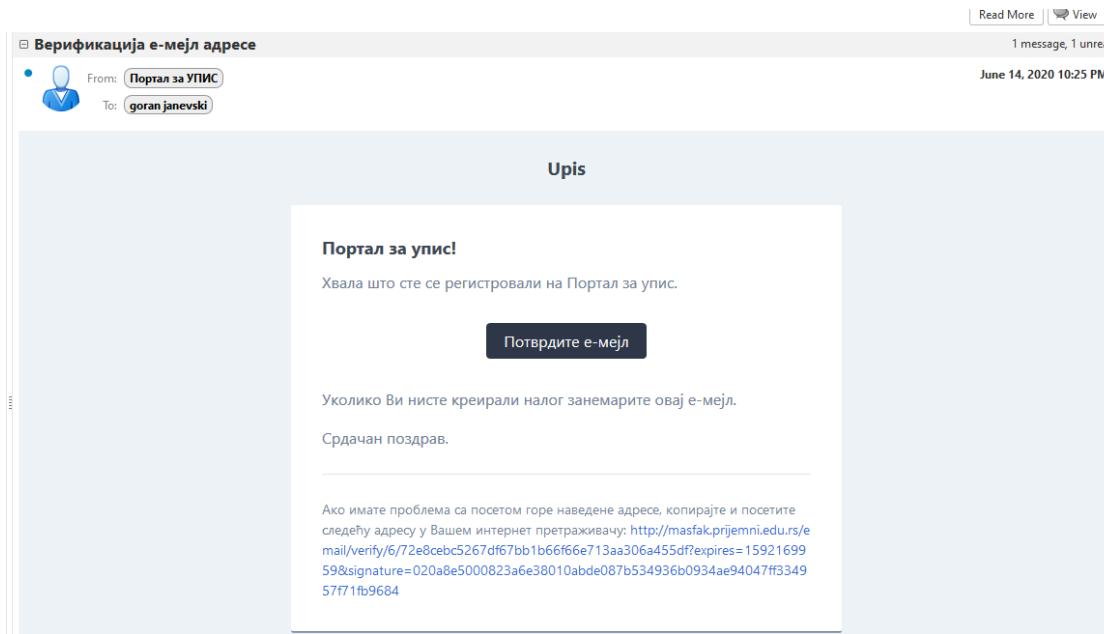 Read More View
Верификација е-мејл адресе 1 message, 1
From: Портал за УПИС June 14, 2020 10:25 PM
To: goran janevski
Upis
Портал за упис!
Хвала што сте се регистровали на Портал за упис.
Потврдите е-мејл
Уколико Ви нисте креирали налог занемарите овај е-мејл.
Срдачан поздрав.
Ако имате проблема са посетом горе наведене адресе, копирајте и посетите
следећу адресу у Вашем интернет претраживачу: http://masfak.prijemni.edu.rs/e
mail/verify/6/72e8cebc5267df67bb1b66f66e713aa306a455df?expires=15921699
59&signature=020a8e5000823a6e38010abde087b534936b0934ae94047ff3349
57f71fb9684